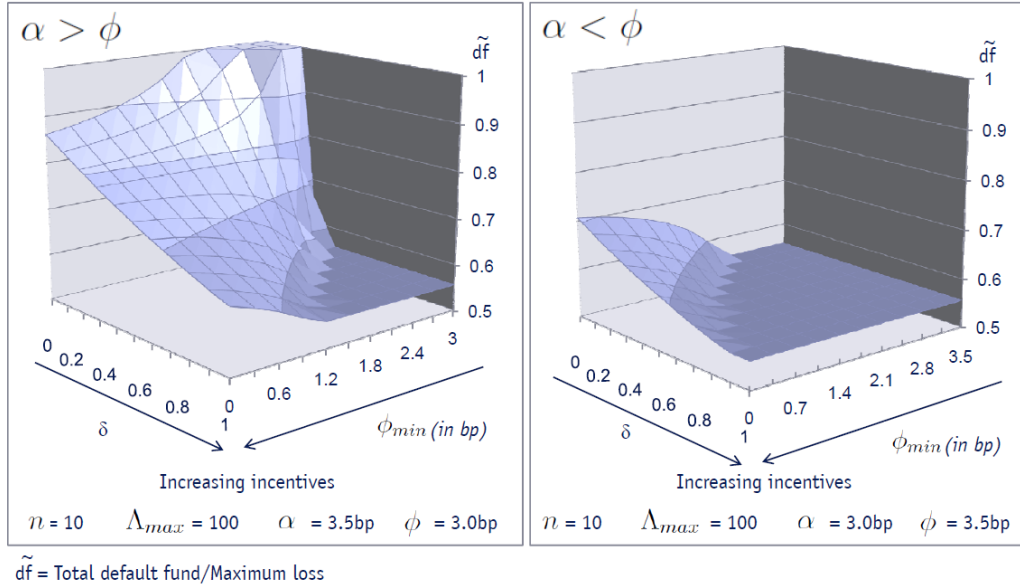 α > ϕ
d̃f
1
0.9
0.8
0.7
0.6
0.5
0
0.2
0.4
0.6
0.8
1
δ
0
0.6
1.2
1.8
2.4
3
ϕmin (in bp)
Increasing incentives
n = 10 Λmax = 100 α = 3.5bp ϕ = 3.0bp
α < ϕ
d̃f
1
0.9
0.8
0.7
0.6
0.5
0
0.2
0.4
0.6
0.8
1
δ
0
0.7
1.4
2.1
2.8
3.5
ϕmin (in bp)
Increasing incentives
n = 10 Λmax = 100 α = 3.0bp ϕ = 3.5bp
d̃f = Total default fund/Maximum loss